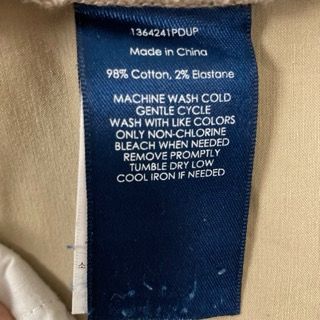 1364241PDUP
Made in China
98% Cotton, 2% Elastane
MACHINE WASH COLD
GENTLE CYCLE
WASH WITH LIKE COLORS
ONLY NON-CHLORINE
BLEACH WHEN NEEDED
REMOVE PROMPTLY
TUMBLE DRY LOW
COOL IRON IF NEEDED